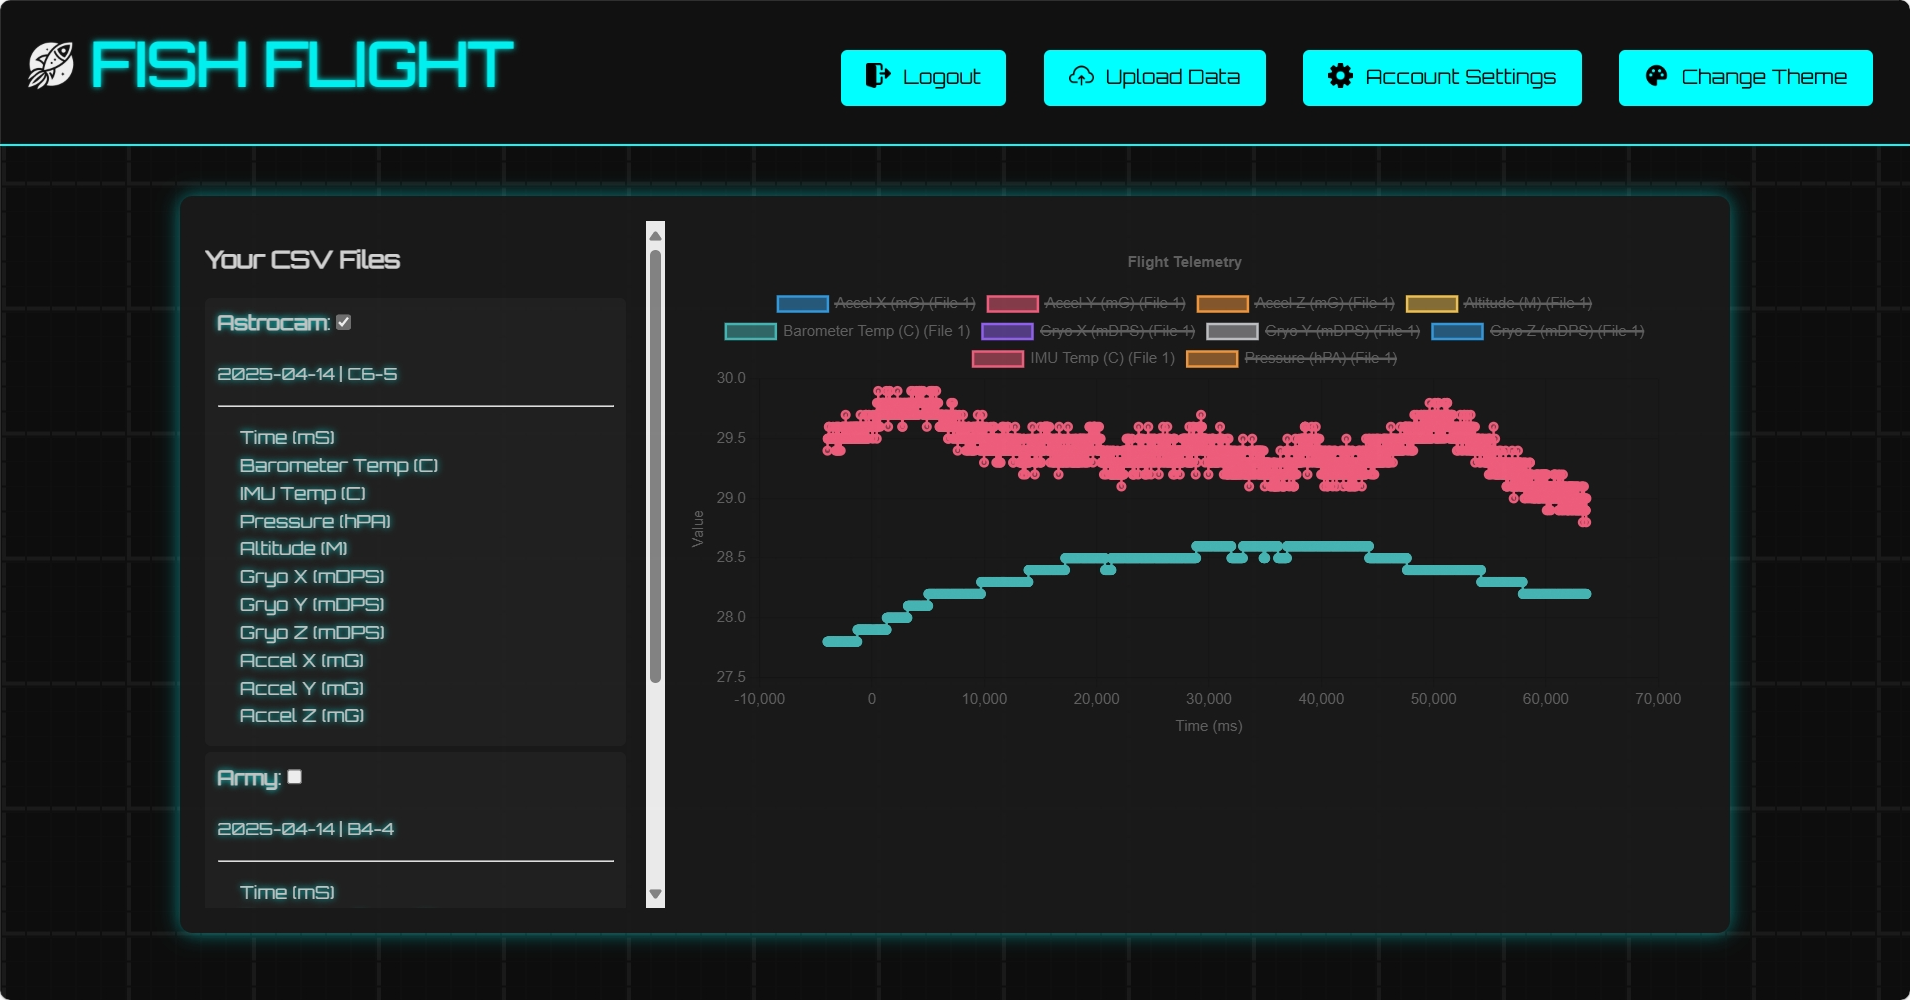 FISH FLIGHT
Logout
Upload Data
Account Settings
Change Theme
Your CSV Files
Astrocam:
2025-04-14 | C6-5
Time (mS)
Barometer Temp (C)
IMU Temp (C)
Pressure (hPA)
Altitude (M)
Gryo X (mDPS)
Gryo Y (mDPS)
Gryo Z (mDPS)
Accel X (mG)
Accel Y (mG)
Accel Z (mG)
Army:
2025-04-14 | B4-4
Time (mS)
Flight Telemetry
Accel X (mG) (File 1) Accel Y (mG) (File 1) Accel Z (mG) (File 1) Altitude (M) (File 1)
Barometer Temp (C) (File 1) Gryo X (mDPS) (File 1) Gryo Y (mDPS) (File 1) Gryo Z (mDPS) (File 1)
IMU Temp (C) (File 1) Pressure (hPA) (File 1)
Value
30.0
29.5
29.0
28.5
28.0
27.5
-10,000 0 10,000 20,000 30,000 40,000 50,000 60,000 70,000
Time (ms)